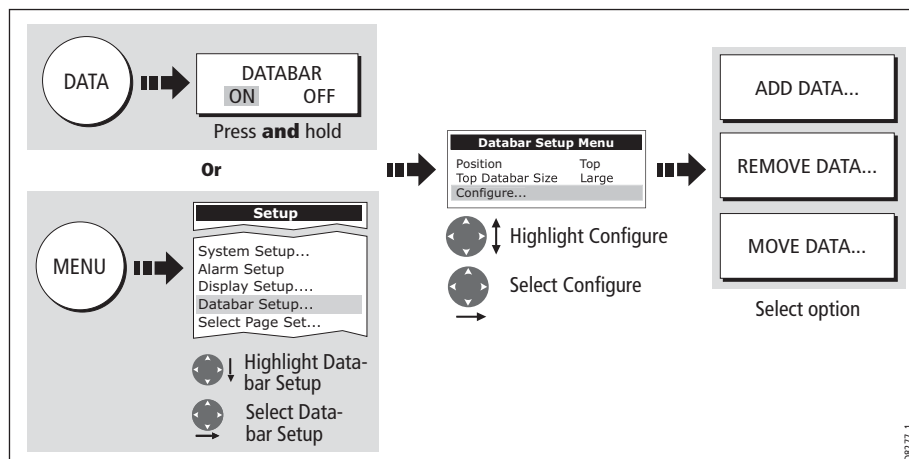 DATA
DATABAR
ON OFF
Press and hold
Or
MENU
Setup
System Setup...
Alarm Setup
Display Setup....
Databar Setup...
Select Page Set...
Highlight Data-
bar Setup
Select Data-
bar Setup
Databar Setup Menu
Position Top
Top Databar Size Large
Configure...
Highlight Configure
Select Configure
ADD DATA...
REMOVE DATA...
MOVE DATA...
Select option